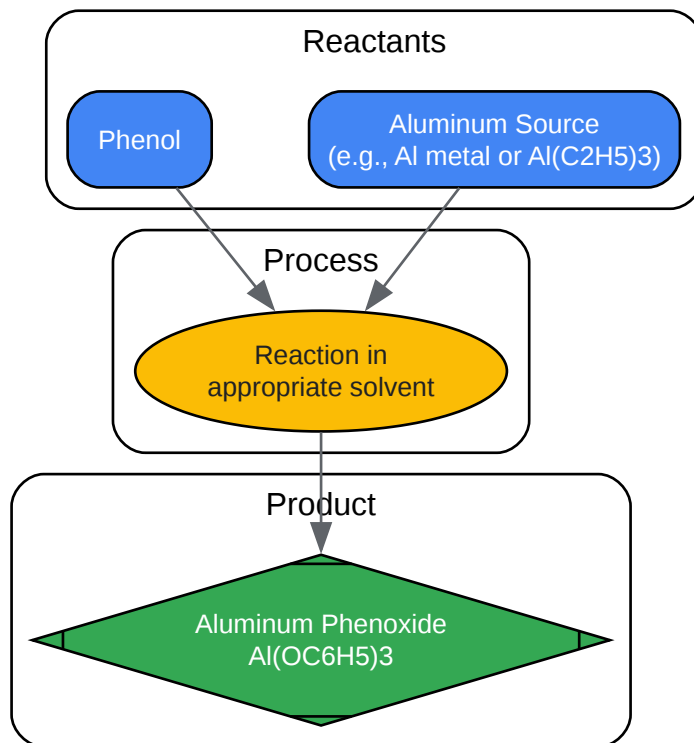 Reactants
Phenol
Aluminum Source
(e.g., Al metal or Al(C2H5)3)
Process
Reaction in
appropriate solvent
Product
Aluminum Phenoxide
Al(OC6H5)3